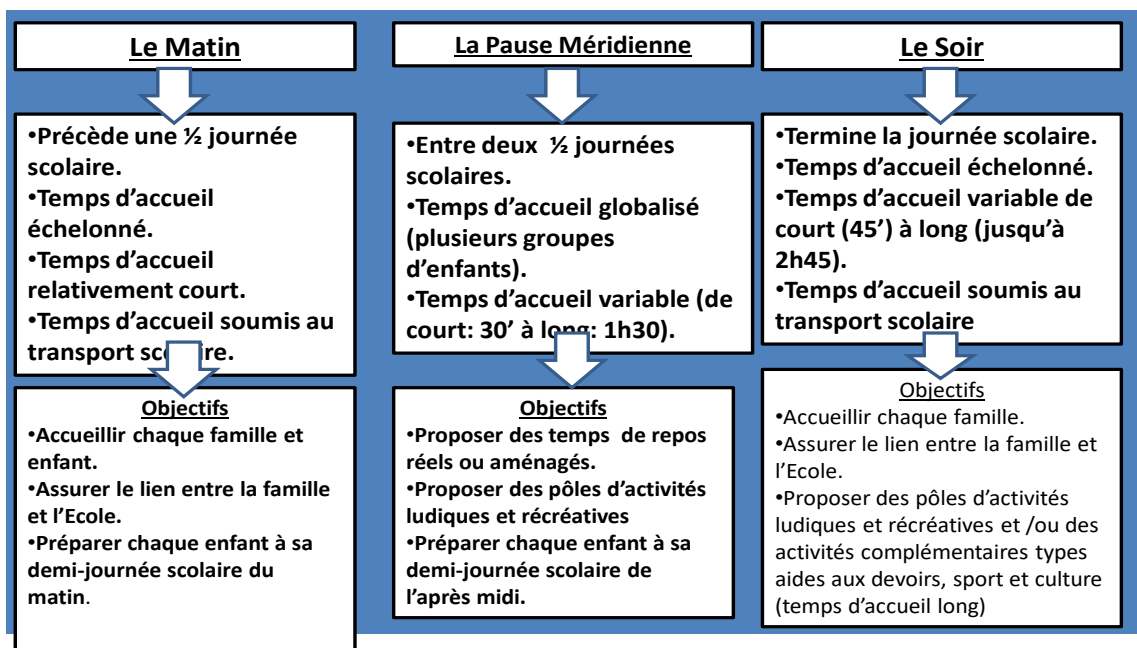 Le Matin
•Précède une ½ journée
scolaire.
•Temps d'accueil
échelonné.
•Temps d'accueil
relativement court.
•Temps d'accueil soumis au
transport scolaire.
Objectifs
•Accueillir chaque famille et
enfant.
•Assurer le lien entre la famille
et l'Ecole.
•Préparer chaque enfant à sa
demi-journée scolaire du
matin.
La Pause Méridienne
•Entre deux ½ journées
scolaires.
•Temps d'accueil globalisé
(plusieurs groupes
d'enfants).
•Temps d'accueil variable (de
court: 30' à long: 1h30).
Objectifs
•Proposer des temps de repos
réels ou aménagés.
•Proposer des pôles d'activités
ludiques et récréatives
•Préparer chaque enfant à sa
demi-journée scolaire de
l'après midi.
Le Soir
•Termine la journée scolaire.
•Temps d'accueil échelonné.
•Temps d'accueil variable de
court (45') à long (jusqu'à
2h45).
•Temps d'accueil soumis au
transport scolaire
Objectifs
•Accueillir chaque famille.
•Assurer le lien entre la famille et
l'Ecole.
•Proposer des pôles d'activités
ludiques et récréatives et /ou des
activités complémentaires types
aides aux devoirs, sport et culture
(temps d'accueil long)